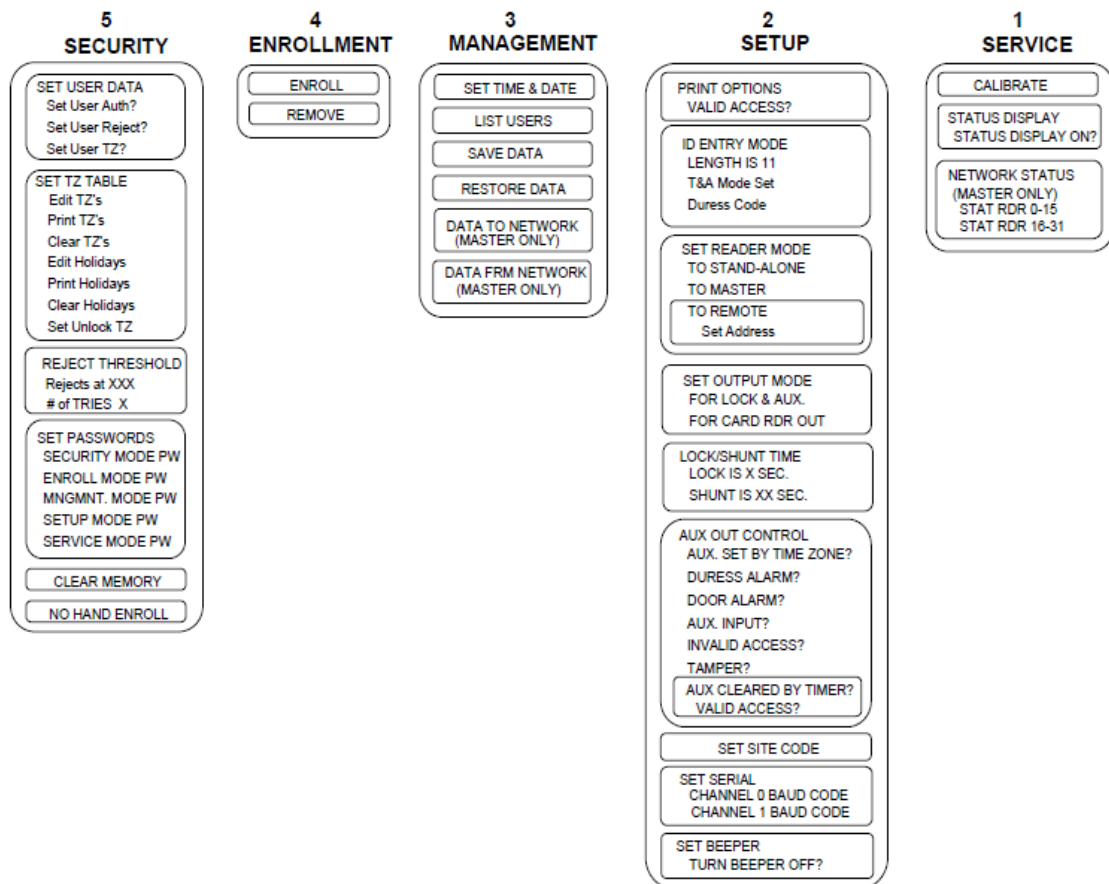 5
SECURITY
SET USER DATA
Set User Auth?
Set User Reject?
Set User TZ?
SET TZ TABLE
Edit TZ's
Print TZ's
Clear TZ's
Edit Holidays
Print Holidays
Clear Holidays
Set Unlock TZ
REJECT THRESHOLD
Rejects at XXX
# of TRIES X
SET PASSWORDS
SECURITY MODE PW
ENROLL MODE PW
MNGMNT. MODE PW
SETUP MODE PW
SERVICE MODE PW
CLEAR MEMORY
NO HAND ENROLL
4
ENROLLMENT
ENROLL
REMOVE
3
MANAGEMENT
SET TIME & DATE
LIST USERS
SAVE DATA
RESTORE DATA
DATA TO NETWORK
(MASTER ONLY)
DATA FRM NETWORK
(MASTER ONLY)
2
SETUP
PRINT OPTIONS
VALID ACCESS?
ID ENTRY MODE
LENGTH IS 11
T&A Mode Set
Duress Code
SET READER MODE
TO STAND-ALONE
TO MASTER
TO REMOTE
Set Address
SET OUTPUT MODE
FOR LOCK & AUX.
FOR CARD RDR OUT
LOCK/SHUNT TIME
LOCK IS X SEC.
SHUNT IS XX SEC.
AUX OUT CONTROL
AUX. SET BY TIME ZONE?
DURESS ALARM?
DOOR ALARM?
AUX. INPUT?
INVALID ACCESS?
TAMPER?
AUX CLEARED BY TIMER?
VALID ACCESS?
SET SITE CODE
SET SERIAL
CHANNEL 0 BAUD CODE
CHANNEL 1 BAUD CODE
SET BEEPER
TURN BEEPER OFF?
1
SERVICE
CALIBRATE
STATUS DISPLAY
STATUS DISPLAY ON?
NETWORK STATUS
(MASTER ONLY)
STAT RDR 0-15
STAT RDR 16-31